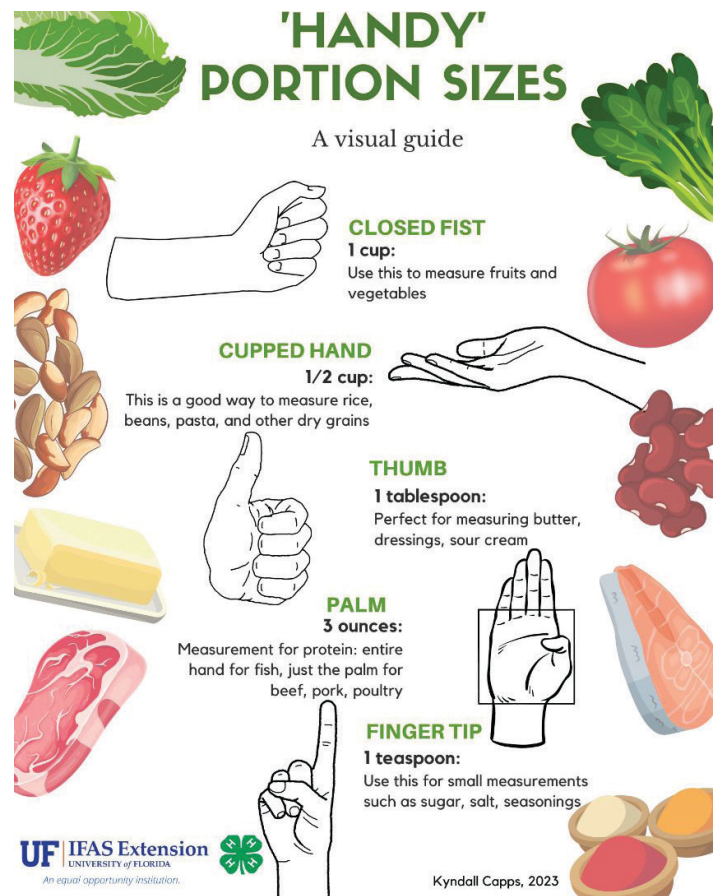 'HANDY'
PORTION SIZES
A visual guide
CLOSED FIST
1 cup:
Use this to measure fruits and
vegetables
CUPPED HAND
1/2 cup:
This is a good way to measure rice,
beans, pasta, and other dry grains
THUMB
1 tablespoon:
Perfect for measuring butter,
dressings, sour cream
PALM
3 ounces:
Measurement for protein: entire
hand for fish, just the palm for
beef, pork, poultry
FINGER TIP
1 teaspoon:
Use this for small measurements
such as sugar, salt, seasonings
UF IFAS Extension
UNIVERSITY of FLORIDA
An equal opportunity institution.
H H H H
Kyndall Capps, 2023